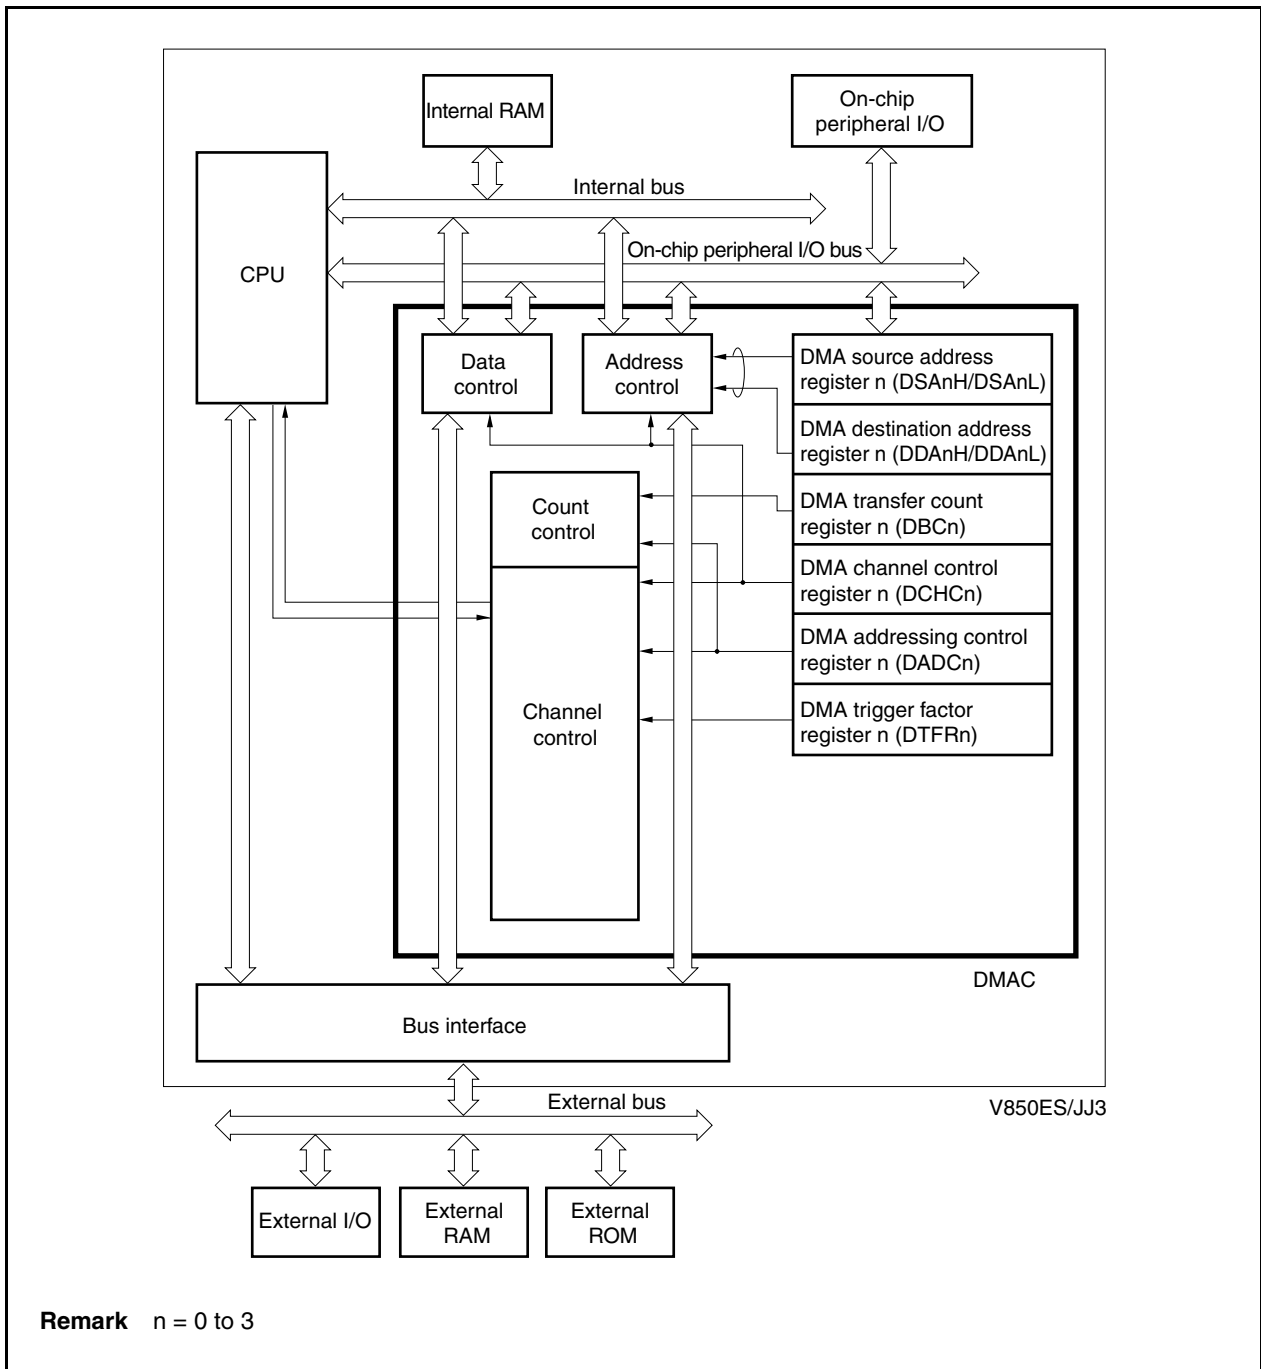 Internal RAM
On-chip
peripheral I/O
Internal bus
On-chip peripheral I/O bus
CPU
Data
control
Address
control
DMA source address
register n (DSAnH/DSAnL)
DMA destination address
register n (DDAnH/DDAnL)
DMA transfer count
register n (DBCn)
DMA channel control
register n (DCHCn)
DMA addressing control
register n (DADCn)
DMA trigger factor
register n (DTFRn)
Count
control
Channel
control
DMAC
Bus interface
V850ES/JJ3
External bus
External I/O
External
RAM
External
ROM
Remark n = 0 to 3